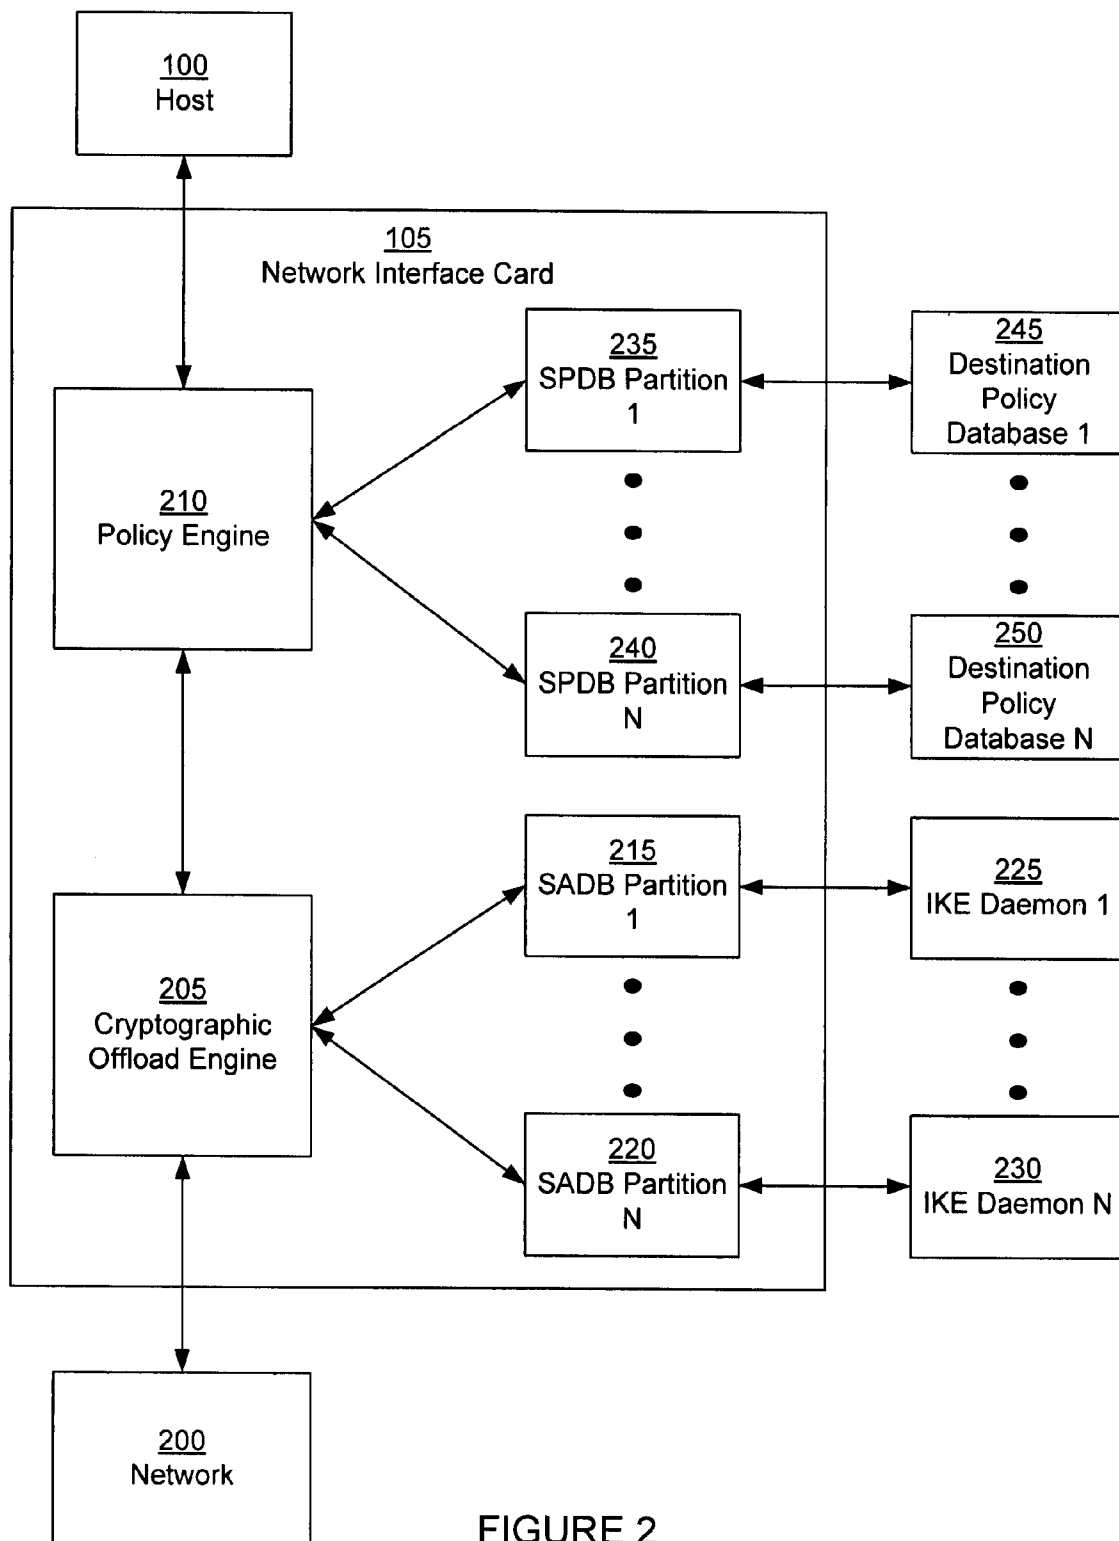 100
Host
105
Network Interface Card
235
SPDB Partition
1
245
Destination
Policy
Database 1
210
Policy Engine
240
SPDB Partition
N
250
Destination
Policy
Database N
215
SADB Partition
1
225
IKE Daemon 1
205
Cryptographic
Offload Engine
220
SADB Partition
N
230
IKE Daemon N
200
Network
FIGURE 2